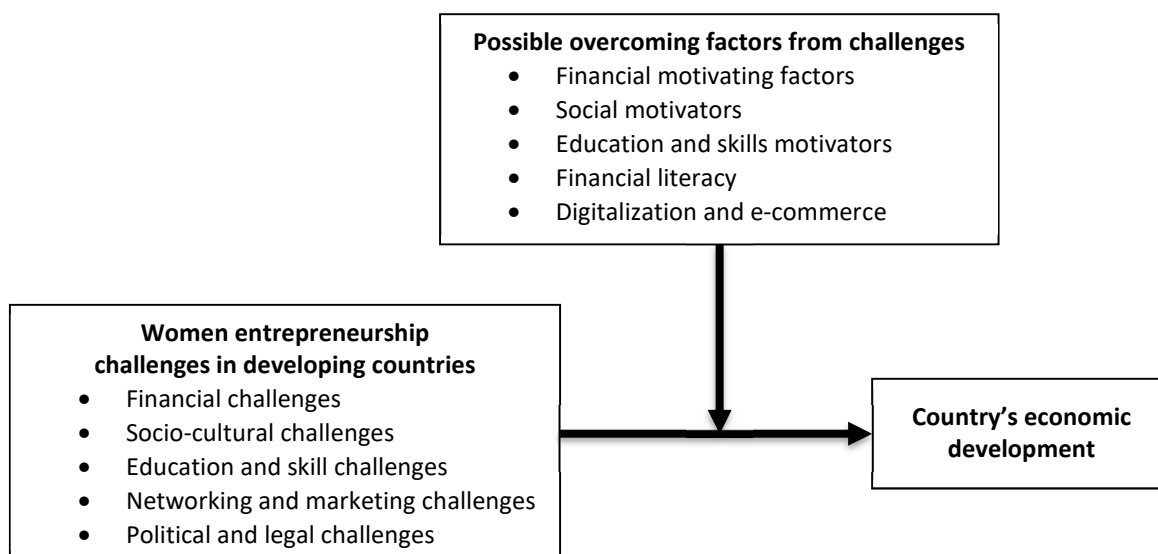 Possible overcoming factors from challenges
• Financial motivating factors
• Social motivators
• Education and skills motivators
• Financial literacy
• Digitalization and e-commerce
Women entrepreneurship
challenges in developing countries
• Financial challenges
• Socio-cultural challenges
• Education and skill challenges
• Networking and marketing challenges
• Political and legal challenges
Country’s economic
development